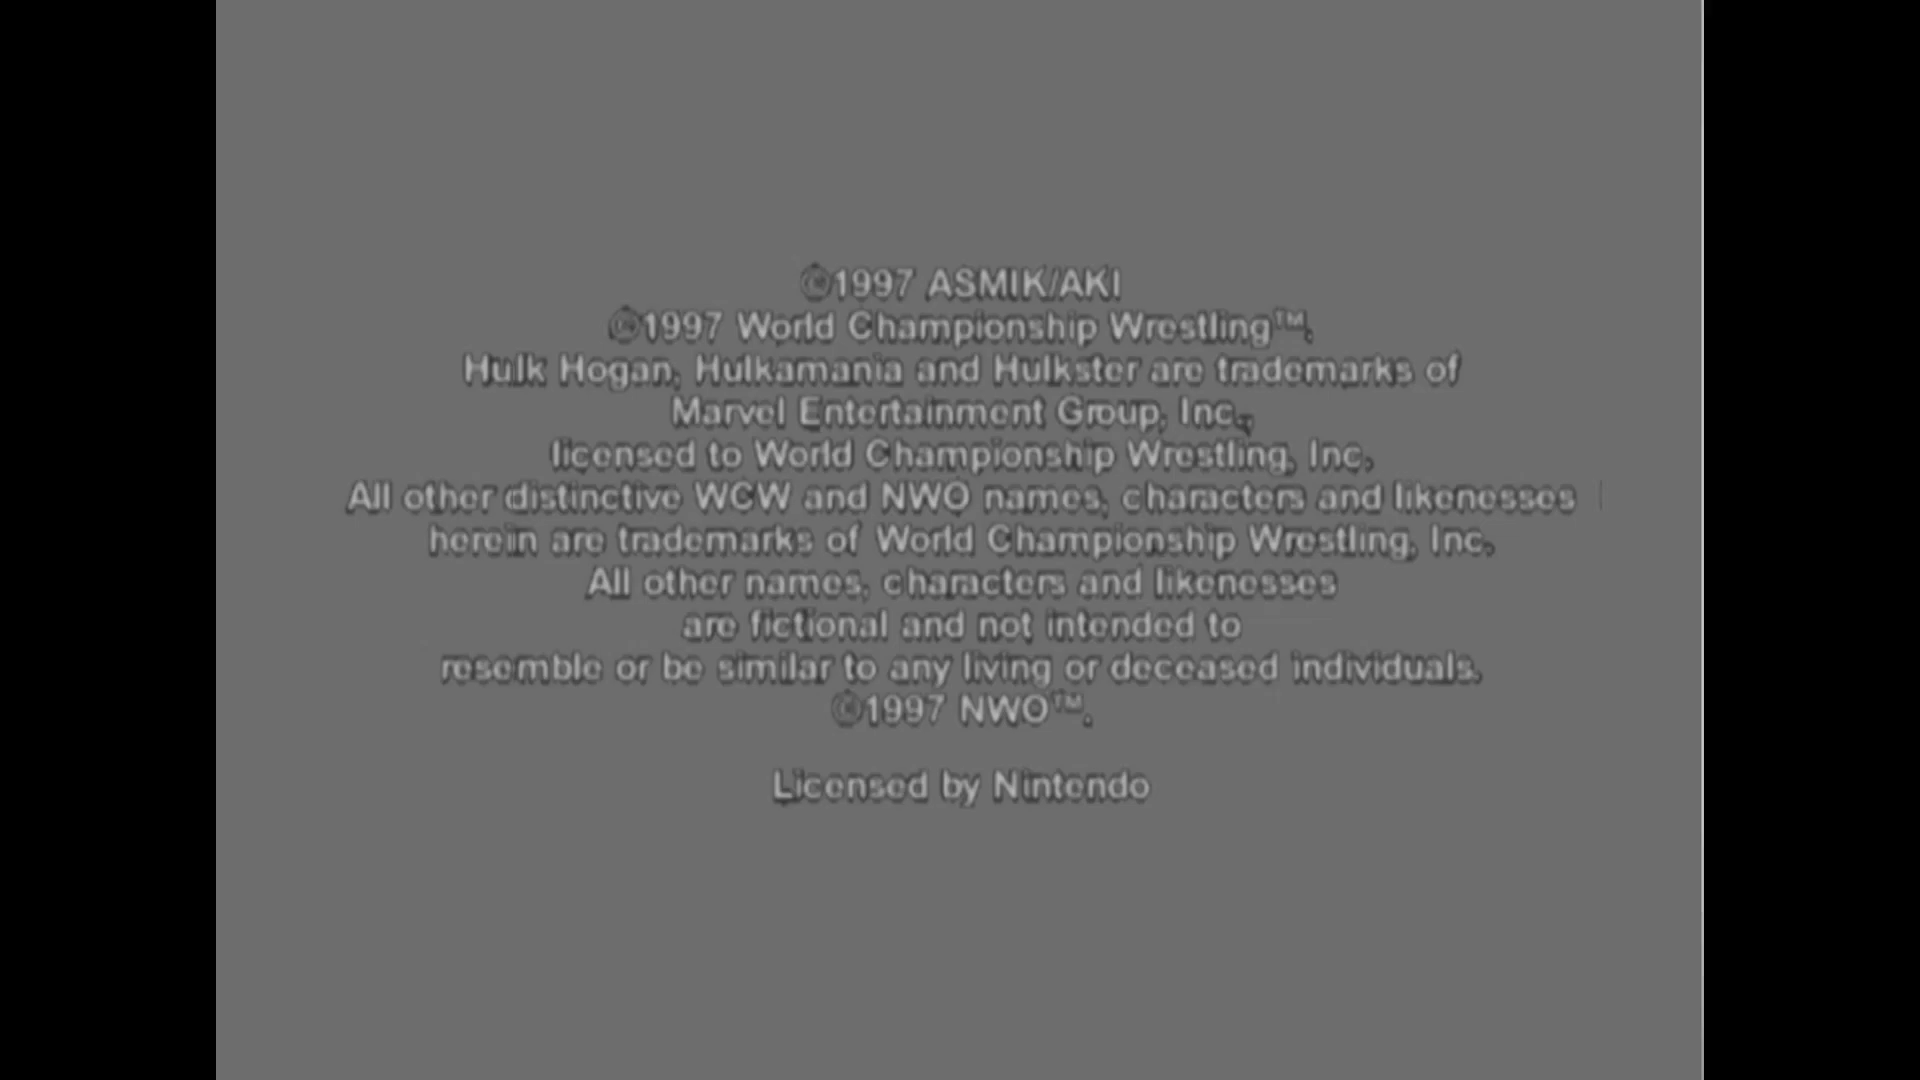 ©1997 ASMIK/AKI
©1997 World Championship Wrestling™.
Hulk Hogan, Hulkamania and Hulkster are trademarks of
Marvel Entertainment Group, Inc.,
licensed to World Championship Wrestling, Inc.
All other distinctive WCW and NWO names, characters and likenesses
herein are trademarks of World Championship Wrestling, Inc.
All other names, characters and likenesses
are fictional and not intended to
resemble or be similar to any living or deceased individuals.
©1997 NWO™.
Licensed by Nintendo